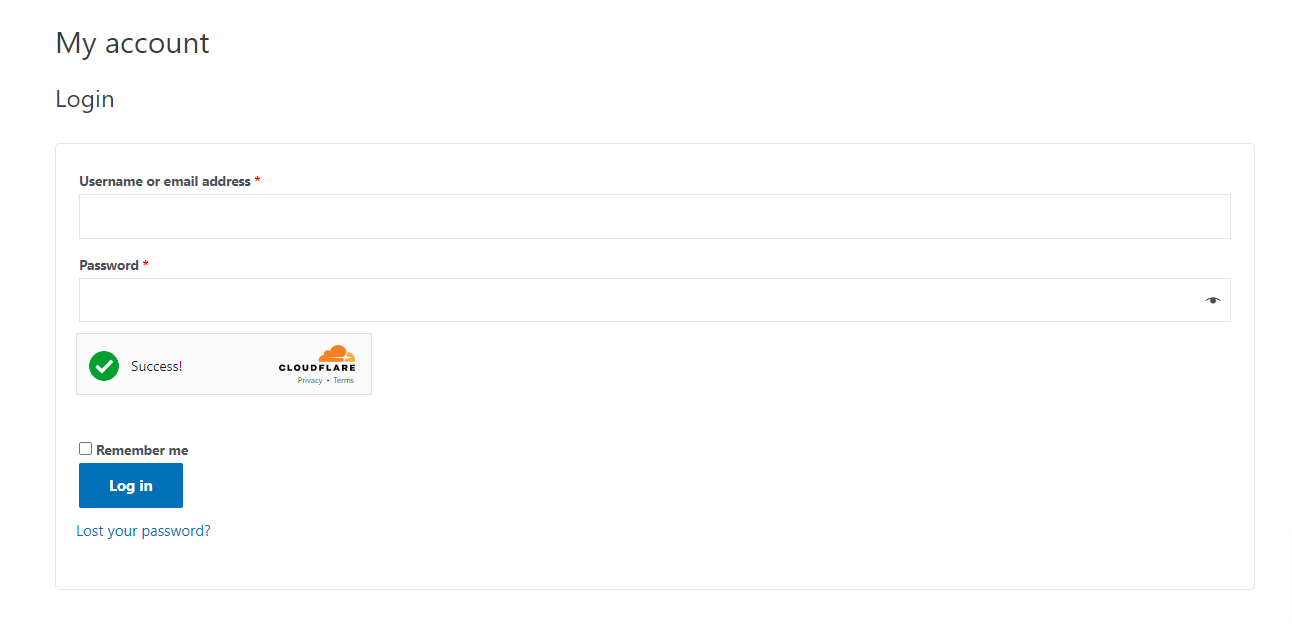 My account
Login
Username or email address *
Password *
Success!
CLOUDFLARE
Privacy • Terms
Remember me
Log in
Lost your password?